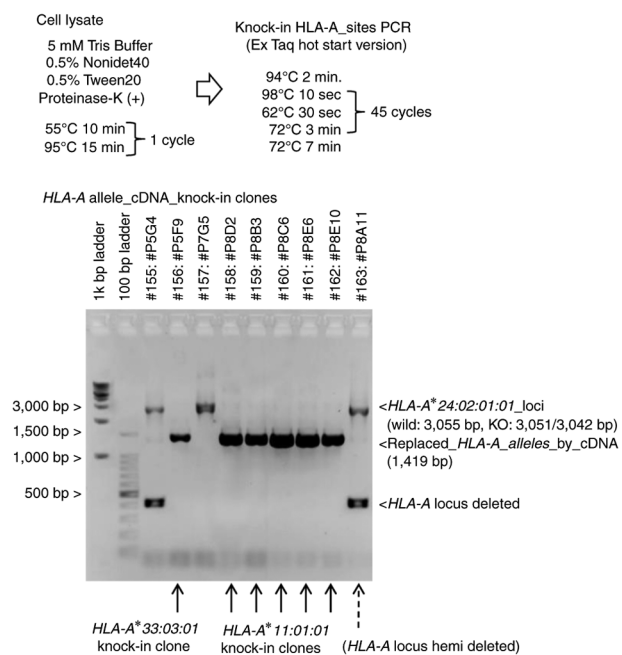 Cell lysate
5 mM Tris Buffer
0.5% Nonidet40
0.5% Tween20
Proteinase-K (+)
55°C 10 min
95°C 15 min
1 cycle
Knock-in HLA-A_sites PCR
(Ex Taq hot start version)
94°C 2 min.
98°C 10 sec
62°C 30 sec
72°C 3 min
72°C 7 min
45 cycles
HLA-A allele_cDNA_knock-in clones
1k bp ladder
100 bp ladder
#155: #P5G4
#156: #P5F9
#157: #P7G5
#158: #P8D2
#159: #P8B3
#160: #P8C6
#161: #P8E6
#162: #P8E10
#163: #P8A11
3,000 bp >
1,500 bp >
1,000 bp >
500 bp >
<HLA-A*24:02:01:01_loci
(wild: 3,055 bp, KO: 3,051/3,042 bp)
<Replaced_HLA-A_alleles_by_cDNA
(1,419 bp)
<HLA-A locus deleted
HLA-A*33:03:01
knock-in clone
HLA-A*11:01:01
knock-in clones
(HLA-A locus hemi deleted)